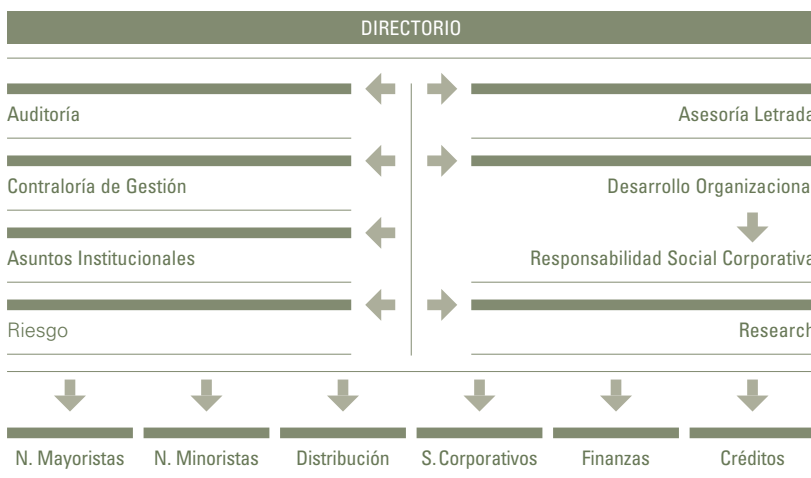 DIRECTORIO
Auditoría
Asesoría Letrada
Contraloría de Gestión
Desarrollo Organizacional
Asuntos Institucionales
Responsabilidad Social Corporativa
Riesgo
Research
N. Mayoristas
N. Minoristas
Distribución
S. Corporativos
Finanzas
Créditos